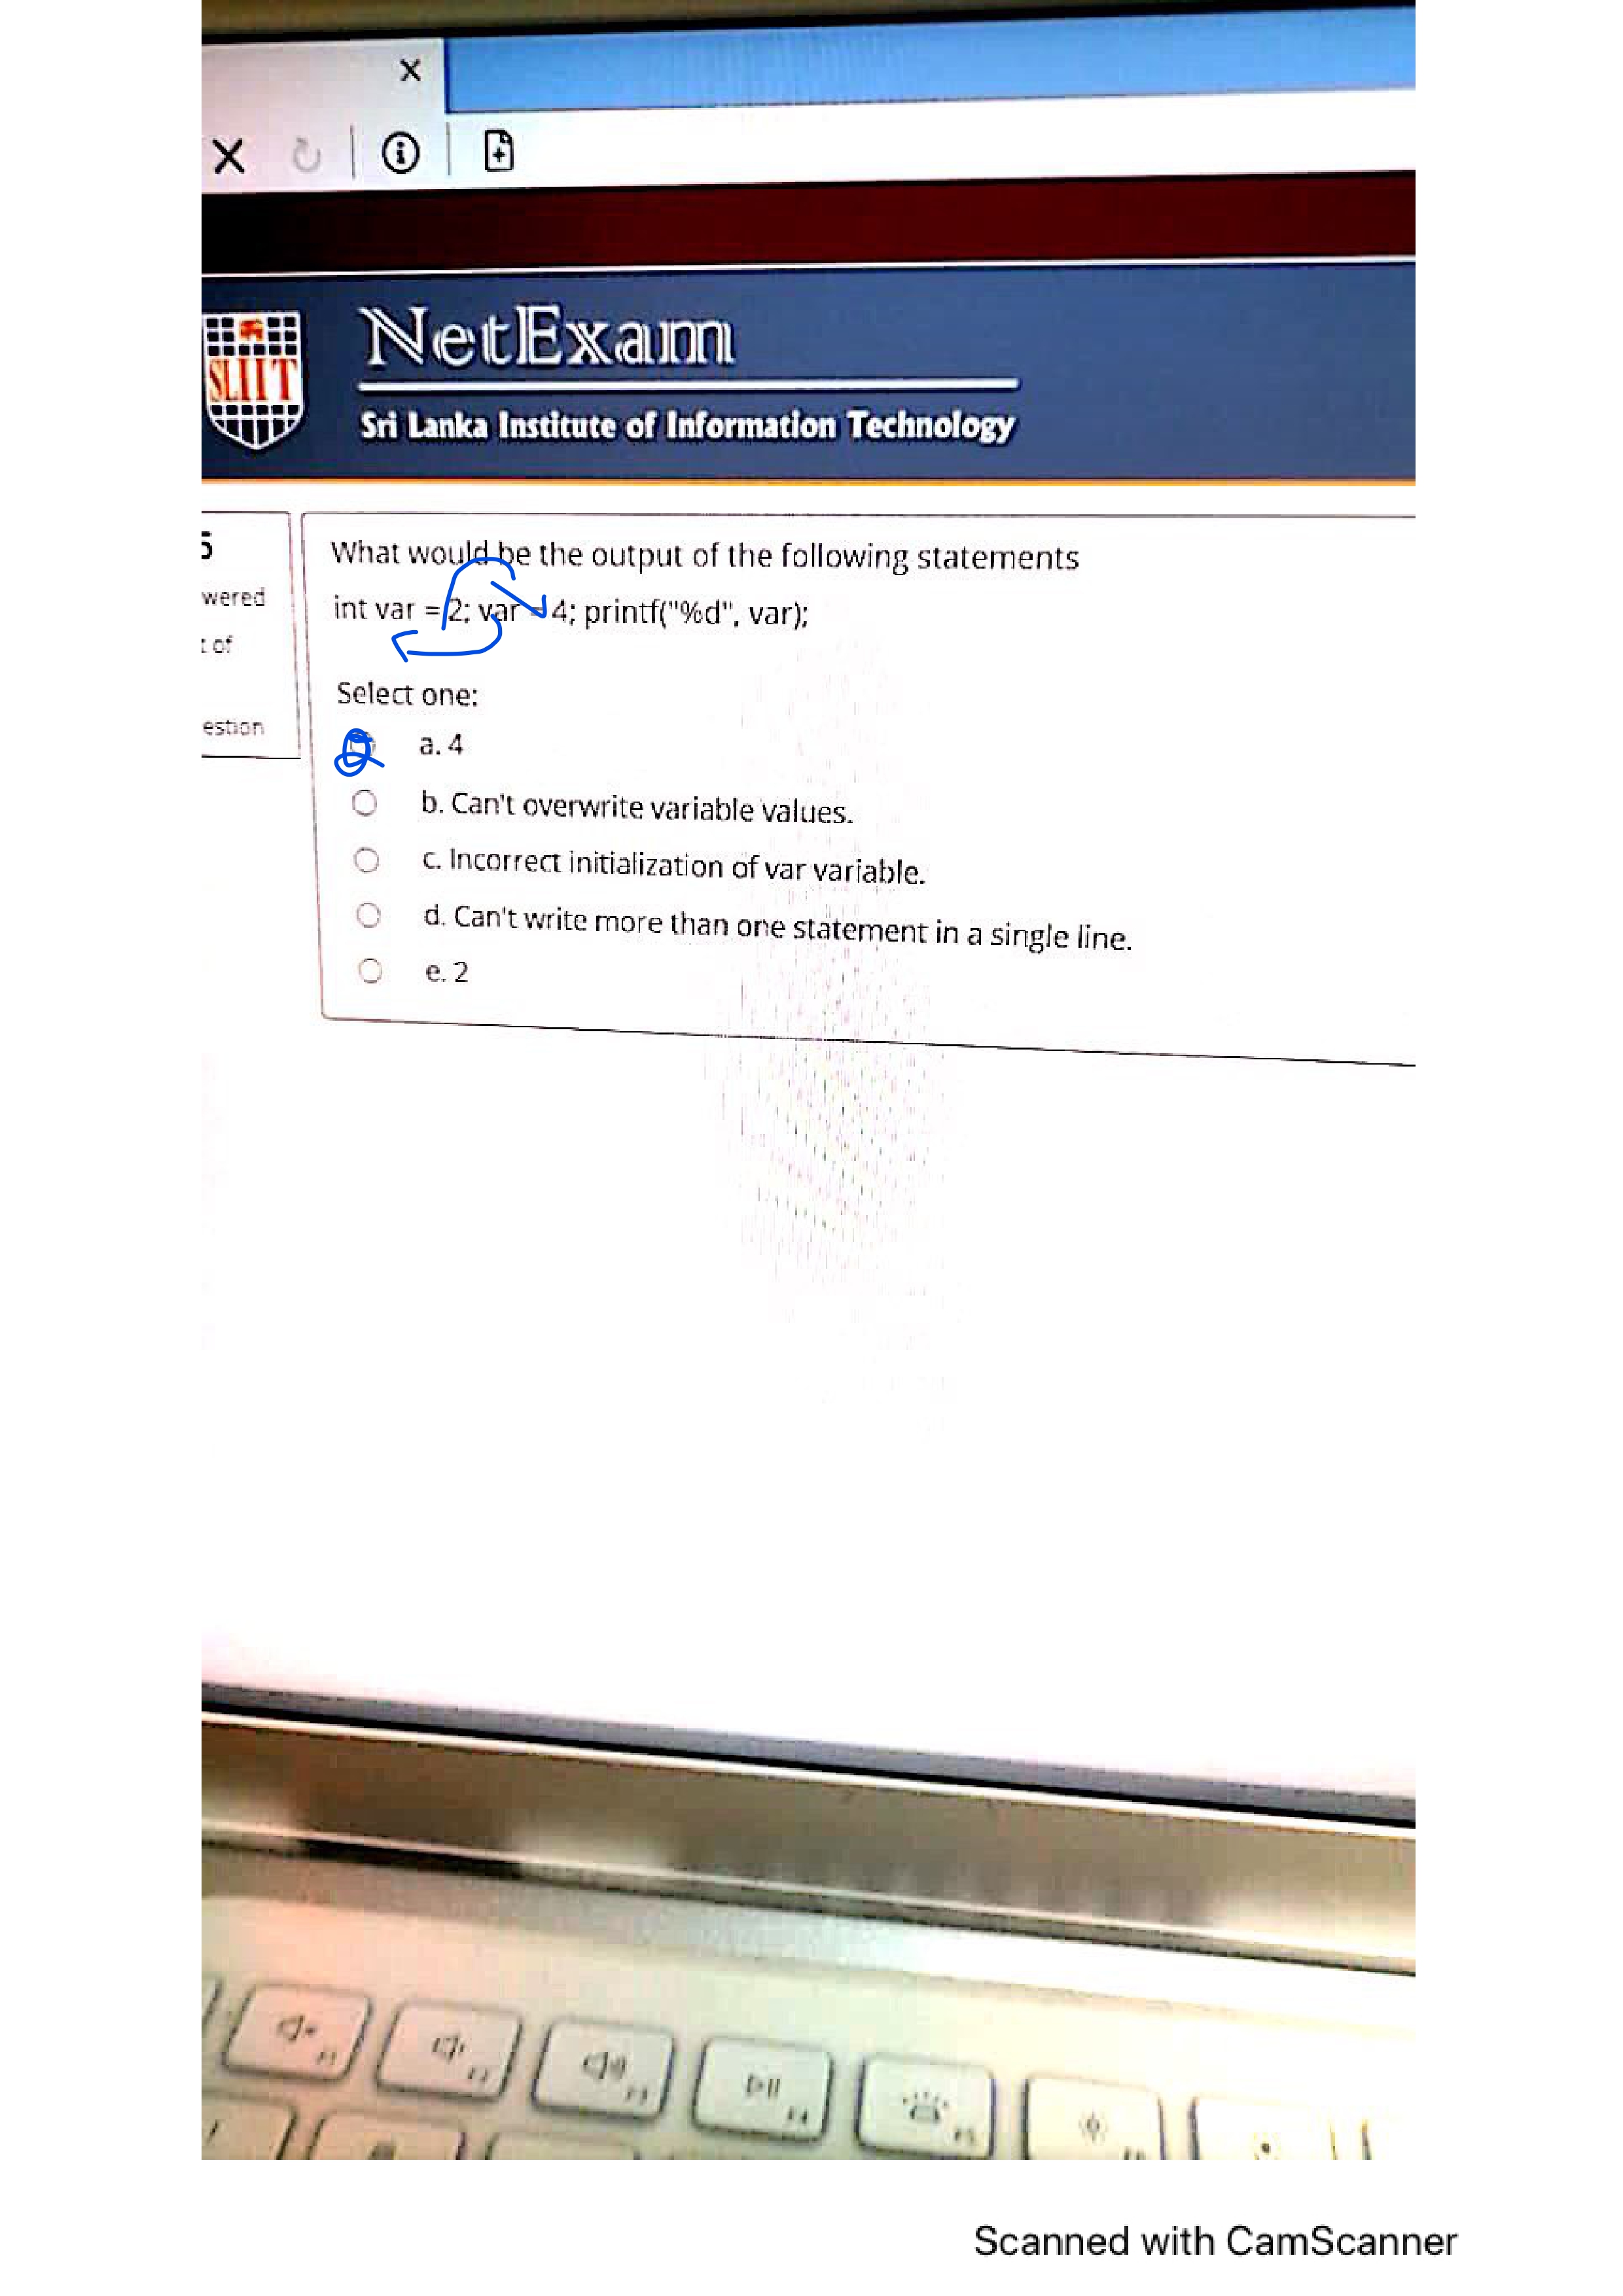 NetExam
SLIIT
Sri Lanka Institute of Information Technology
5
wered
t of
estion
What would be the output of the following statements
int var = 2; var = 4; printf("%d", var);
Select one:
a. 4
b. Can't overwrite variable values.
c. Incorrect initialization of var variable.
d. Can't write more than one statement in a single line.
e. 2
Scanned with CamScanner